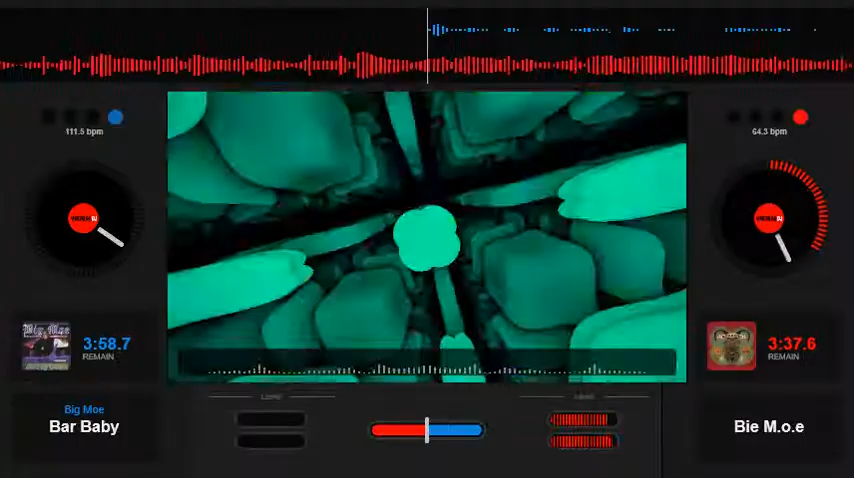 111.5 bpm
64.3 bpm
3:58.7
REMAIN
3:37.6
REMAIN
Big Moe
Bar Baby
Bie M.o.e